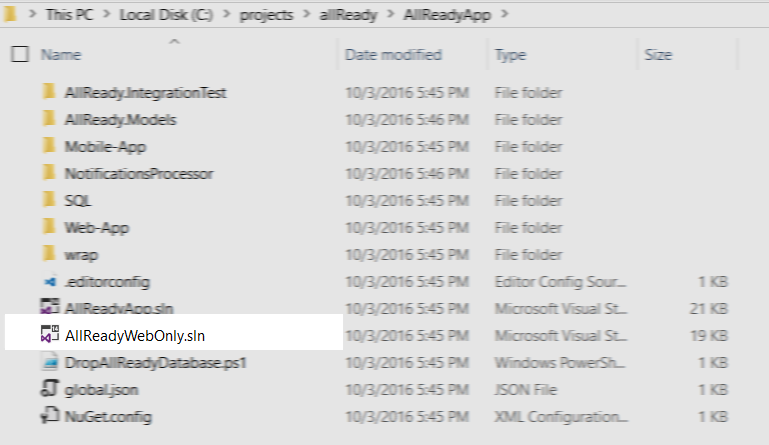 This PC > Local Disk (C:) > projects > allReady > AllReadyApp >
Name Date modified Type Size
AllReady.IntegrationTest 10/3/2016 5:45 PM File folder
AllReady.Models 10/3/2016 5:46 PM File folder
Mobile-App 10/3/2016 5:45 PM File folder
NotificationsProcessor 10/3/2016 5:46 PM File folder
SQL 10/3/2016 5:45 PM File folder
Web-App 10/3/2016 5:45 PM File folder
wrap 10/3/2016 5:45 PM File folder
.editorconfig 10/3/2016 5:45 PM Editor Config Sour... 1 KB
AllReadyApp.sln 10/3/2016 5:45 PM Microsoft Visual St... 21 KB
AllReadyWebOnly.sln 10/3/2016 5:45 PM Microsoft Visual St... 19 KB
DropAllReadyDatabase.ps1 10/3/2016 5:45 PM Windows PowerSh... 1 KB
global.json 10/3/2016 5:45 PM JSON File 1 KB
NuGet.config 10/3/2016 5:45 PM XML Configuration... 1 KB